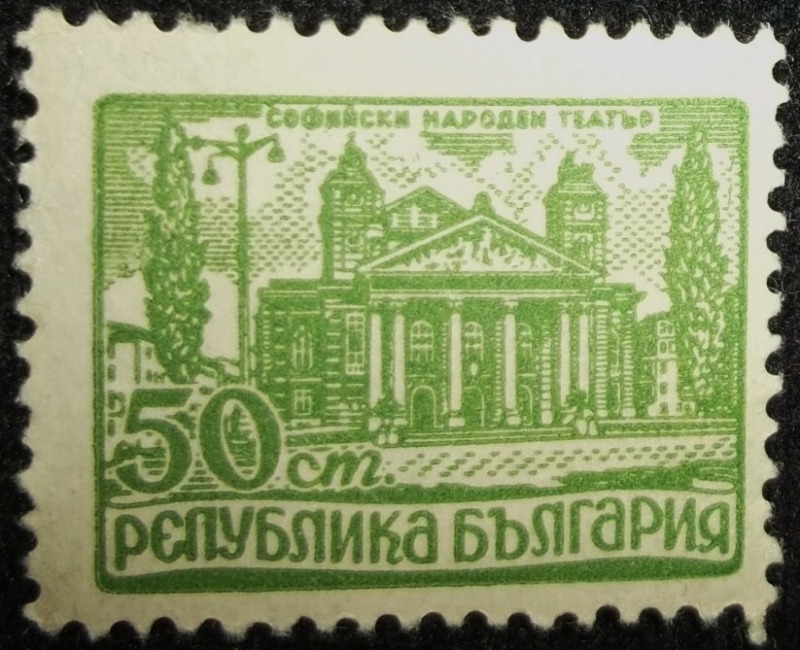 СОФИЙСКИ НАРОДЕН ТЕАТЪР
50 ст.
РЕПУБЛИКА БЪЛГАРИЯ